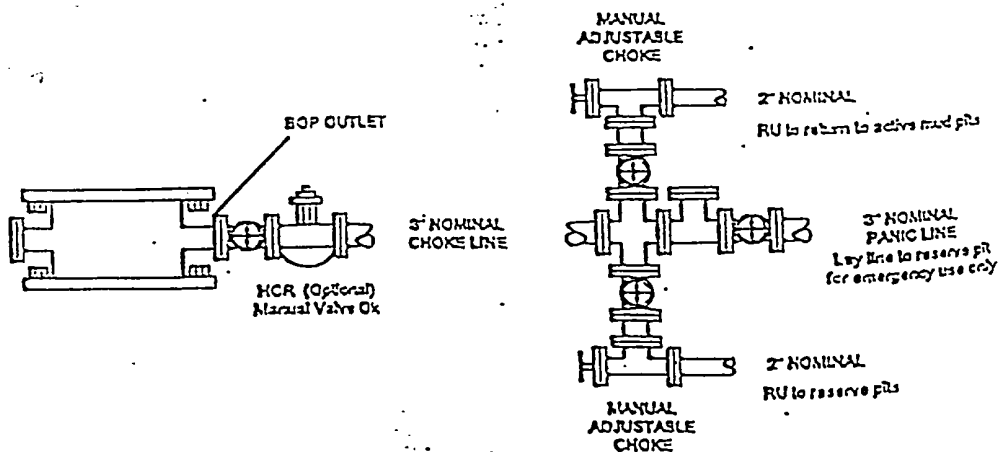 MANUAL
ADJUSTABLE
CHOKE
2" NOMINAL
RU to return to active mud pits
BOP OUTLET
3" NOMINAL
CHOKE LINE
HCR (Optional)
Manual Valve Ok
3" NOMINAL
PANIC LINE
Lay line to reserve pit
for emergency use only
2" NOMINAL
RU to reserve pits
MANUAL
ADJUSTABLE
CHOKE